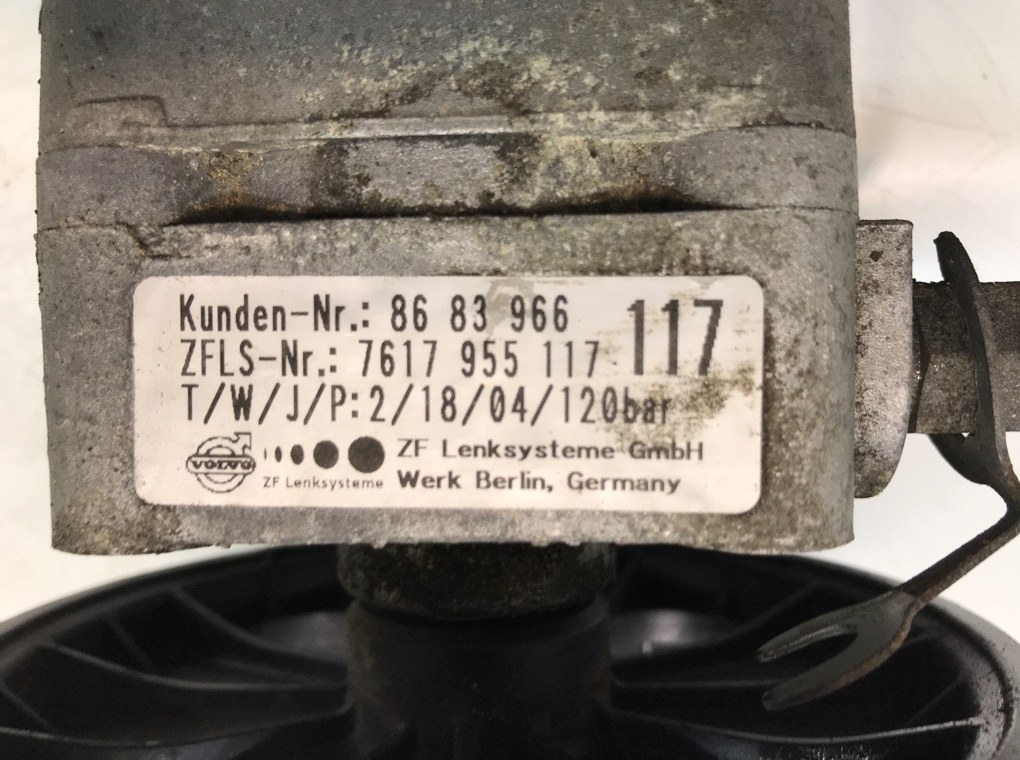 Kunden-Nr.: 86 83 966
117
ZFLS-Nr.: 7617 955 117
T/W/J/P:2/18/04/120bar
VOLVO
ZF Lenksysteme
ZF Lenksysteme GmbH
Werk Berlin, Germany